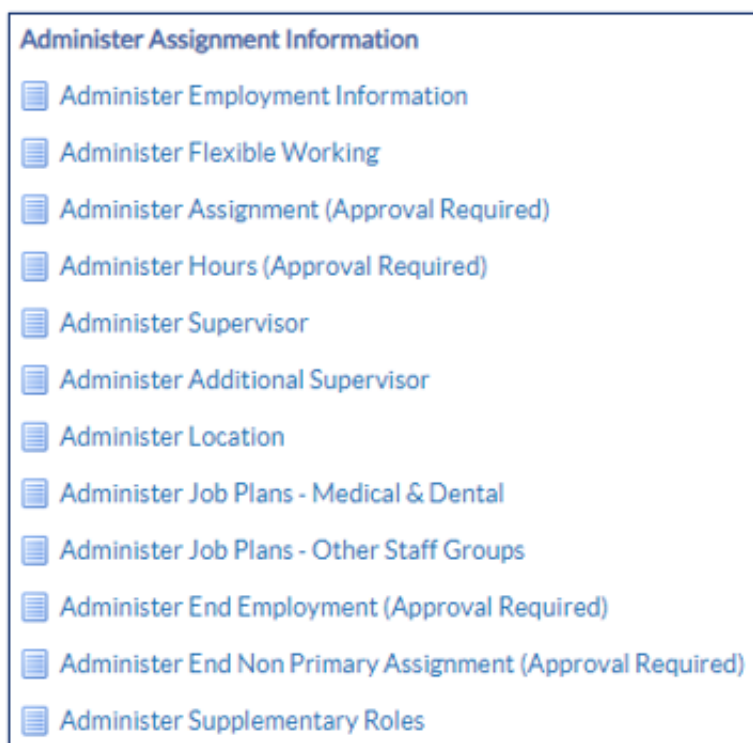 Administer Assignment Information
Administer Employment Information
Administer Flexible Working
Administer Assignment (Approval Required)
Administer Hours (Approval Required)
Administer Supervisor
Administer Additional Supervisor
Administer Location
Administer Job Plans - Medical & Dental
Administer Job Plans - Other Staff Groups
Administer End Employment (Approval Required)
Administer End Non Primary Assignment (Approval Required)
Administer Supplementary Roles